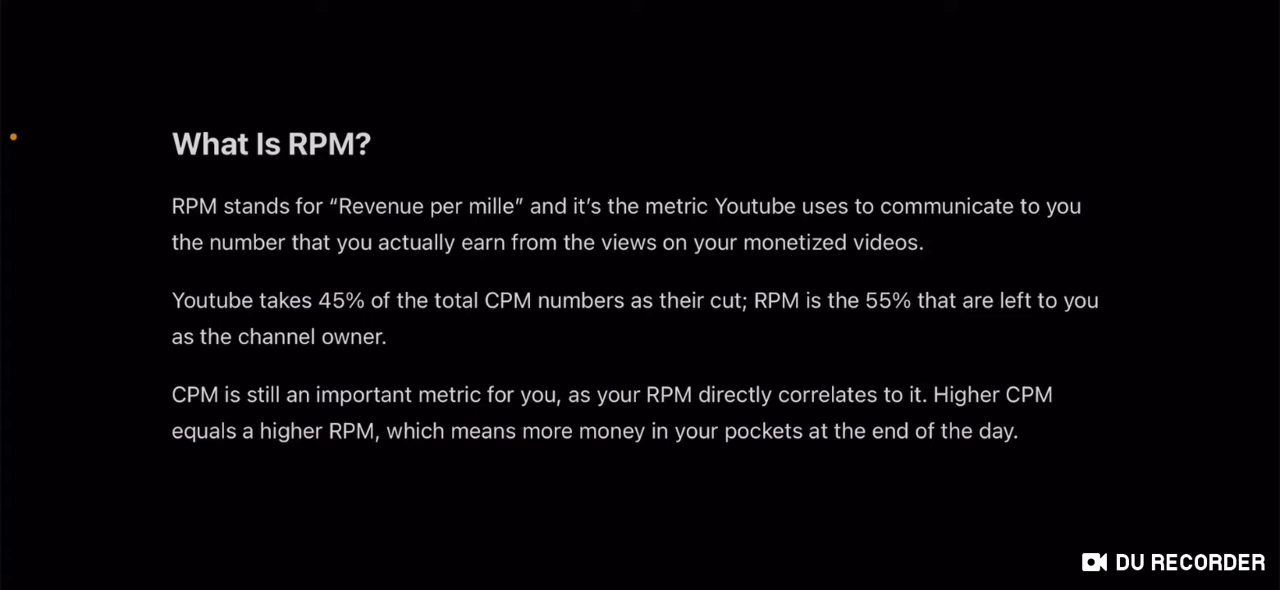 What Is RPM?
RPM stands for “Revenue per mille” and it’s the metric Youtube uses to communicate to you
the number that you actually earn from the views on your monetized videos.
Youtube takes 45% of the total CPM numbers as their cut; RPM is the 55% that are left to you
as the channel owner.
CPM is still an important metric for you, as your RPM directly correlates to it. Higher CPM
equals a higher RPM, which means more money in your pockets at the end of the day.
DU RECORDER